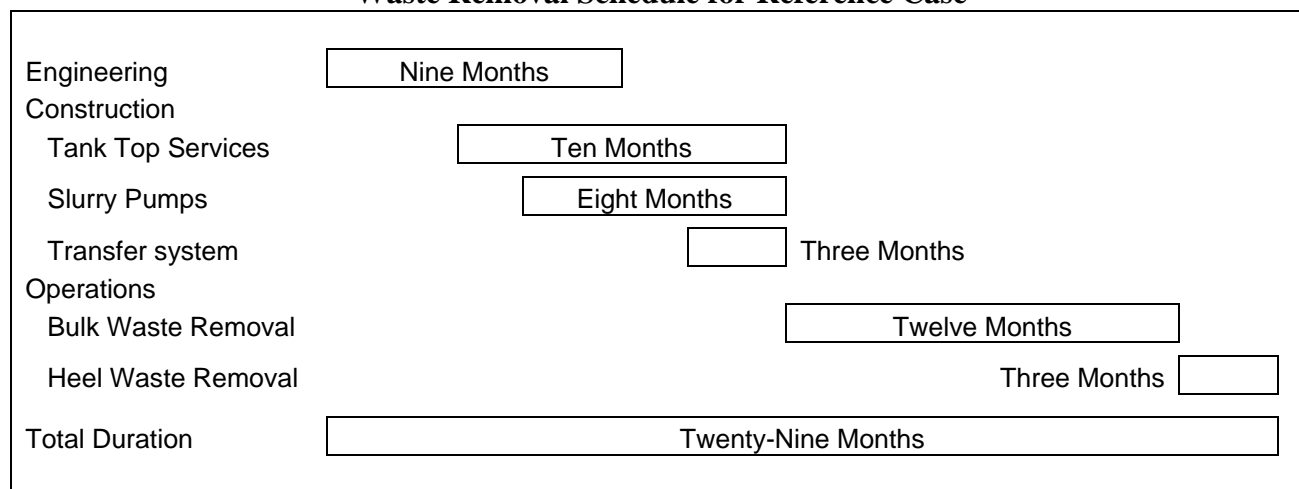 Waste Removal Schedule for Reference Case
Engineering Nine Months
Construction
Tank Top Services Ten Months
Slurry Pumps Eight Months
Transfer system Three Months
Operations
Bulk Waste Removal Twelve Months
Heel Waste Removal Three Months
Total Duration Twenty-Nine Months